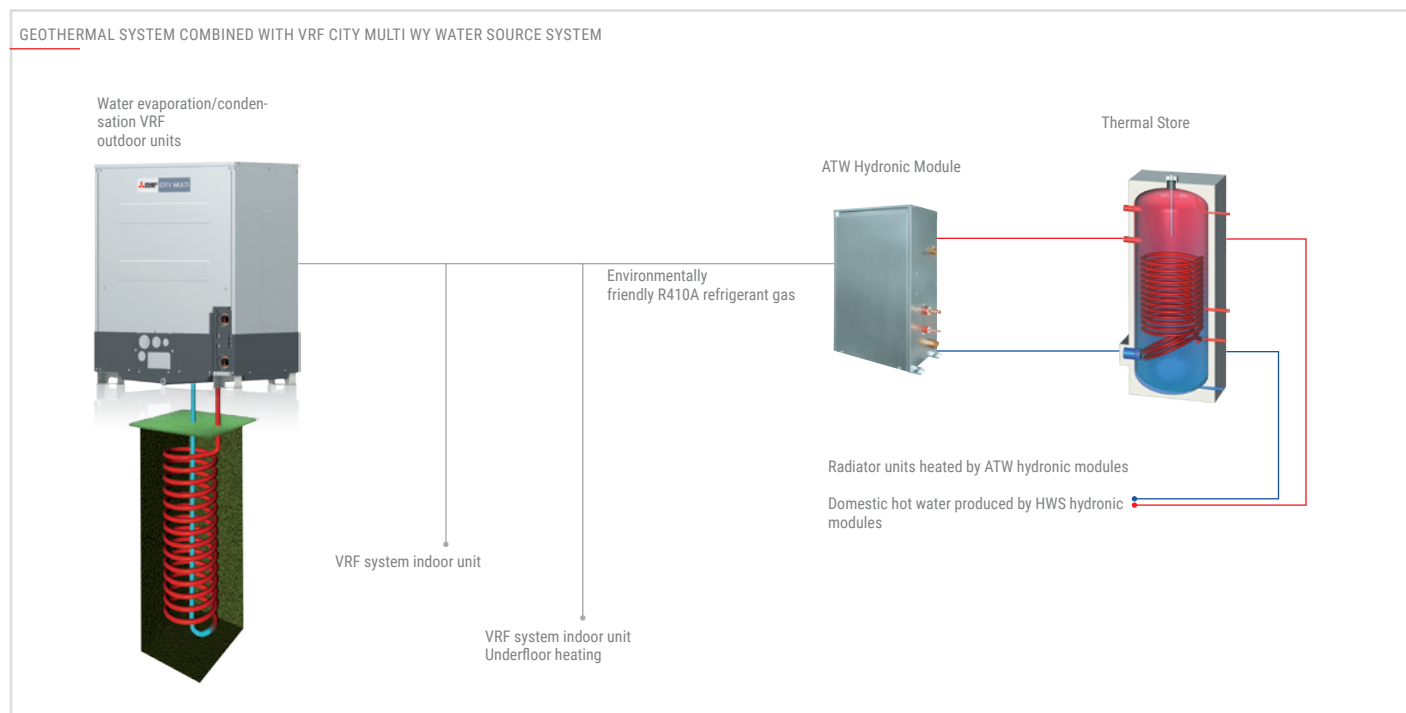 GEOTHERMAL SYSTEM COMBINED WITH VRF CITY MULTI WY WATER SOURCE SYSTEM
Water evaporation/conden-
sation VRF
outdoor units
CITY MULTI
ATW Hydronic Module
Thermal Store
Environmentally
friendly R410A refrigerant gas
Radiator units heated by ATW hydronic modules
Domestic hot water produced by HWS hydronic
modules
VRF system indoor unit
VRF system indoor unit
Underfloor heating